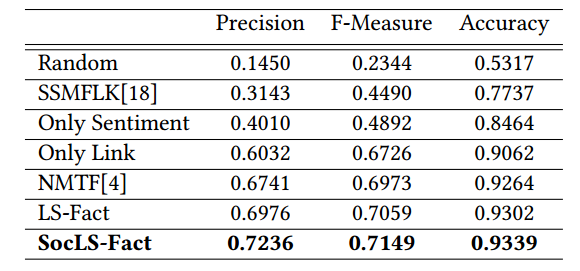 Precision F-Measure Accuracy
Random 0.1450 0.2344 0.5317
SSMFLK[18] 0.3143 0.4490 0.7737
Only Sentiment 0.4010 0.4892 0.8464
Only Link 0.6032 0.6726 0.9062
NMTF[4] 0.6741 0.6973 0.9264
LS-Fact 0.6976 0.7059 0.9302
SocLS-Fact 0.7236 0.7149 0.9339